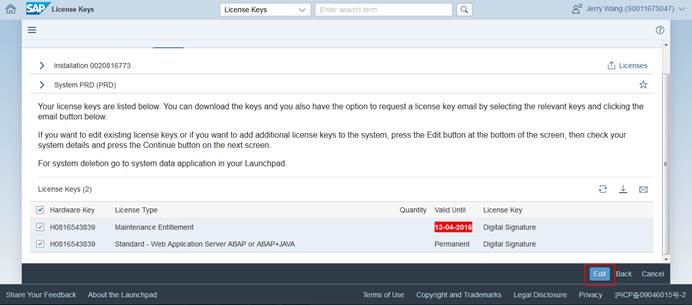 SAP License Keys License Keys Enter search term Jerry Wang (S0011675047)
Installation 0020816773 Licenses
System PRD (PRD)
Your license keys are listed below. You can download the keys and you also have the option to request a license key email by selecting the relevant keys and clicking the
email button below.
If you want to edit existing license keys or if you want to add additional license keys to the system, press the Edit button at the bottom of the screen, then check your
system details and press the Continue button on the next screen.
For system deletion go to system data application in your Launchpad.
License Keys (2)
Hardware Key License Type Quantity Valid Until License Key
H0816543839 Maintenance Entitlement 13-04-2016 Digital Signature
H0816543839 Standard - Web Application Server ABAP or ABAP+JAVA Permanent Digital Signature
Edit Back Cancel
Share Your Feedback About the Launchpad Terms of Use Copyright and Trademarks Legal Disclosure Privacy 沪ICP备09046015号-2